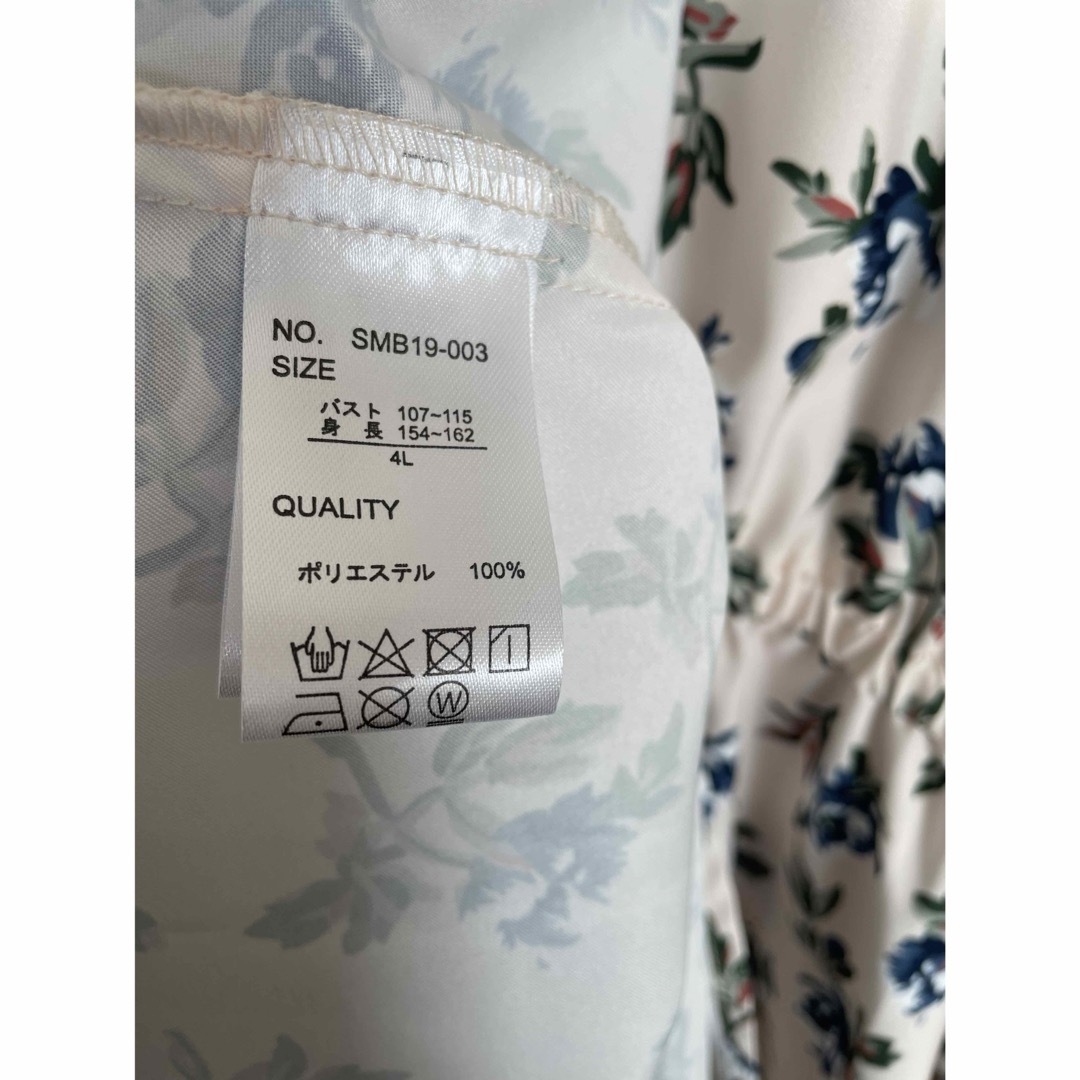 NO. SMB19-003
SIZE
バスト 107~115
身 長 154~162
4L
QUALITY
ポリエステル 100%
W